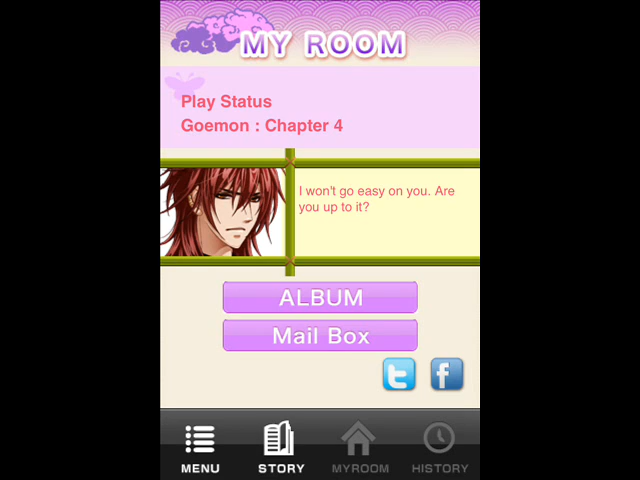 MY ROOM
Play Status
Goemon : Chapter 4
I won't go easy on you. Are
you up to it?
ALBUM
Mail Box
MENU
STORY
MYROOM
HISTORY